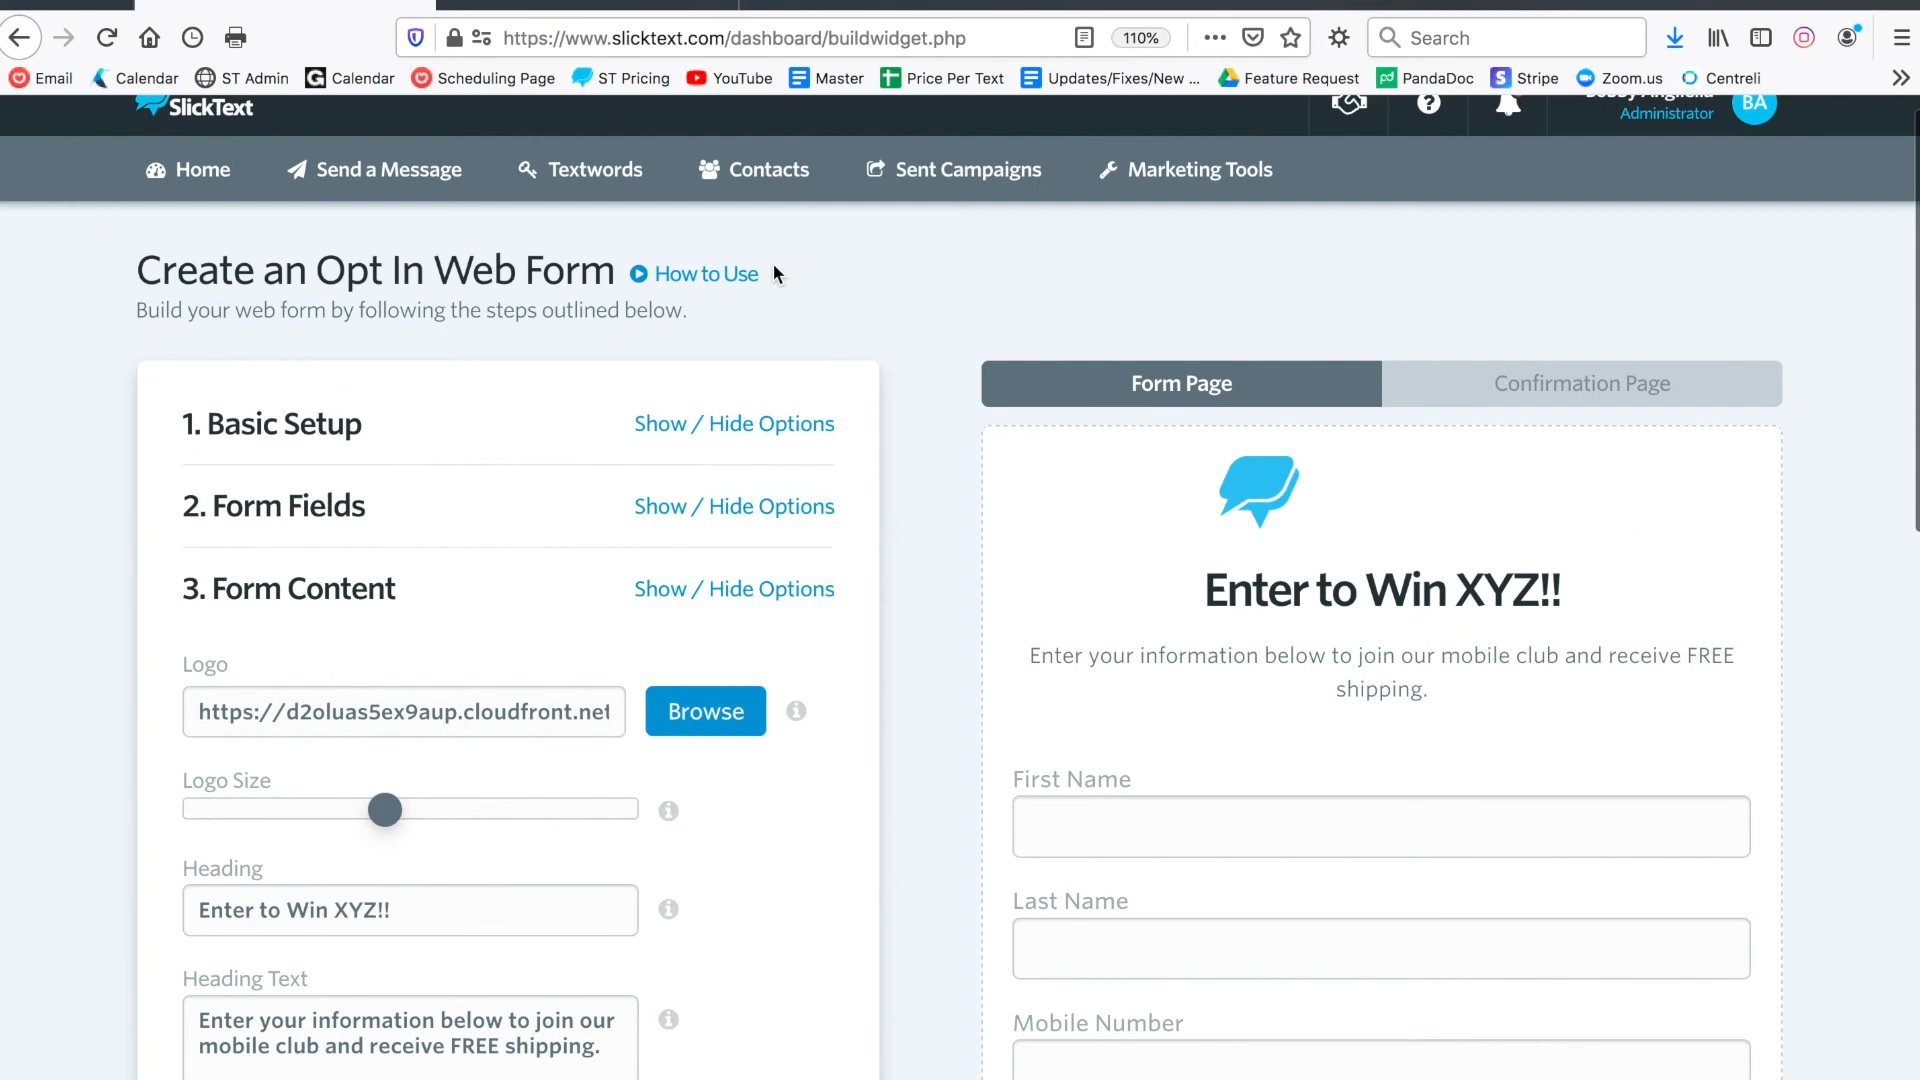 https://www.slicktext.com/dashboard/buildwidget.php
110%
Search
Email
Calendar
ST Admin
Calendar
Scheduling Page
ST Pricing
YouTube
Master
Price Per Text
Updates/Fixes/New ...
Feature Request
PandaDoc
Stripe
Zoom.us
Centreli
SlickText
Administrator
BA
Home
Send a Message
Textwords
Contacts
Sent Campaigns
Marketing Tools
Create an Opt In Web Form
How to Use
Build your web form by following the steps outlined below.
1. Basic Setup
Show / Hide Options
2. Form Fields
Show / Hide Options
3. Form Content
Show / Hide Options
Logo
https://d2oluas5ex9aup.cloudfront.net
Browse
Logo Size
Heading
Enter to Win XYZ!!
Heading Text
Enter your information below to join our
mobile club and receive FREE shipping.
Form Page
Confirmation Page
Enter to Win XYZ!!
Enter your information below to join our mobile club and receive FREE
shipping.
First Name
Last Name
Mobile Number